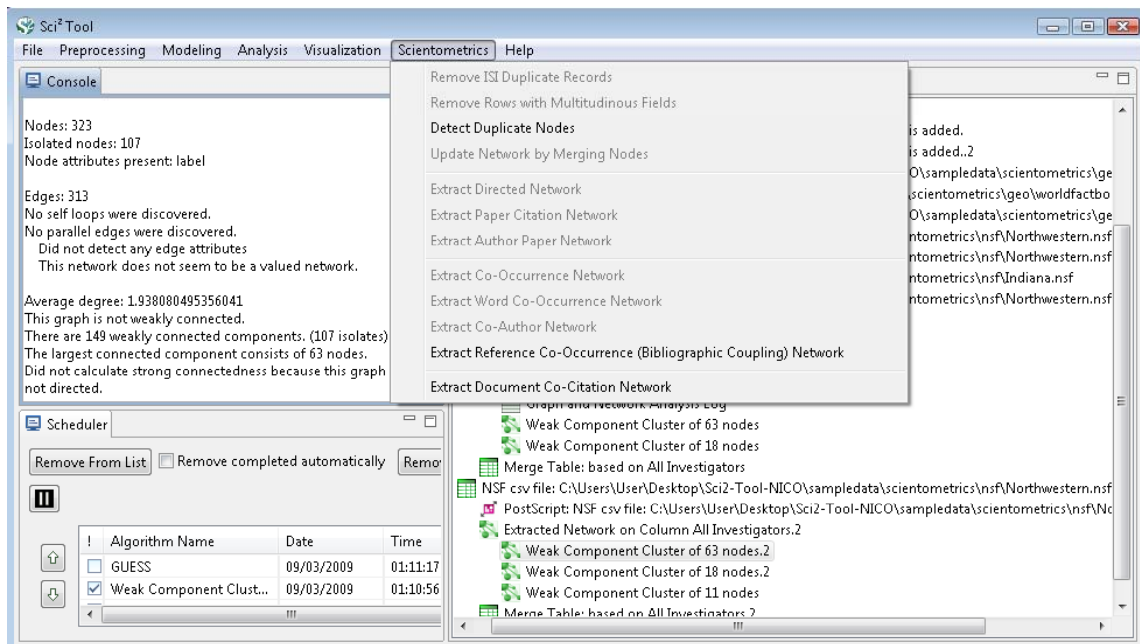 Sci² Tool
File Preprocessing Modeling Analysis Visualization Scientometrics Help
Console
Nodes: 323
Isolated nodes: 107
Node attributes present: label
Edges: 313
No self loops were discovered.
No parallel edges were discovered.
Did not detect any edge attributes
This network does not seem to be a valued network.
Average degree: 1.938080495356041
This graph is not weakly connected.
There are 149 weakly connected components. (107 isolates)
The largest connected component consists of 63 nodes.
Did not calculate strong connectedness because this graph
not directed.
Remove ISI Duplicate Records
Remove Rows with Multitudinous Fields
Detect Duplicate Nodes
Update Network by Merging Nodes
Extract Directed Network
Extract Paper Citation Network
Extract Author Paper Network
Extract Co-Occurrence Network
Extract Word Co-Occurrence Network
Extract Co-Author Network
Extract Reference Co-Occurrence (Bibliographic Coupling) Network
Extract Document Co-Citation Network
is added.
is added..2
O\sampledata\scientometrics\ge
\scientometrics\geo\worldfactbo
O\sampledata\scientometrics\ge
ntometrics\nsf\Northwestern.nsf
ntometrics\nsf\Northwestern.nsf
ntometrics\nsf\Indiana.nsf
ntometrics\nsf\Northwestern.nsf
Graph and Network Analysis Log
Weak Component Cluster of 63 nodes
Weak Component Cluster of 18 nodes
Merge Table: based on All Investigators
NSF csv file: C:\Users\User\Desktop\Sci2-Tool-NICO\sampledata\scientometrics\nsf\Northwestern.nsf
PostScript: NSF csv file: C:\Users\User\Desktop\Sci2-Tool-NICO\sampledata\scientometrics\nsf\No
Extracted Network on Column All Investigators.2
Weak Component Cluster of 63 nodes.2
Weak Component Cluster of 18 nodes.2
Weak Component Cluster of 11 nodes
Merge Table: based on All Investigators.2
Scheduler
Remove From List Remove completed automatically Remo
! Algorithm Name Date Time
GUESS 09/03/2009 01:11:17
Weak Component Clust... 09/03/2009 01:10:56